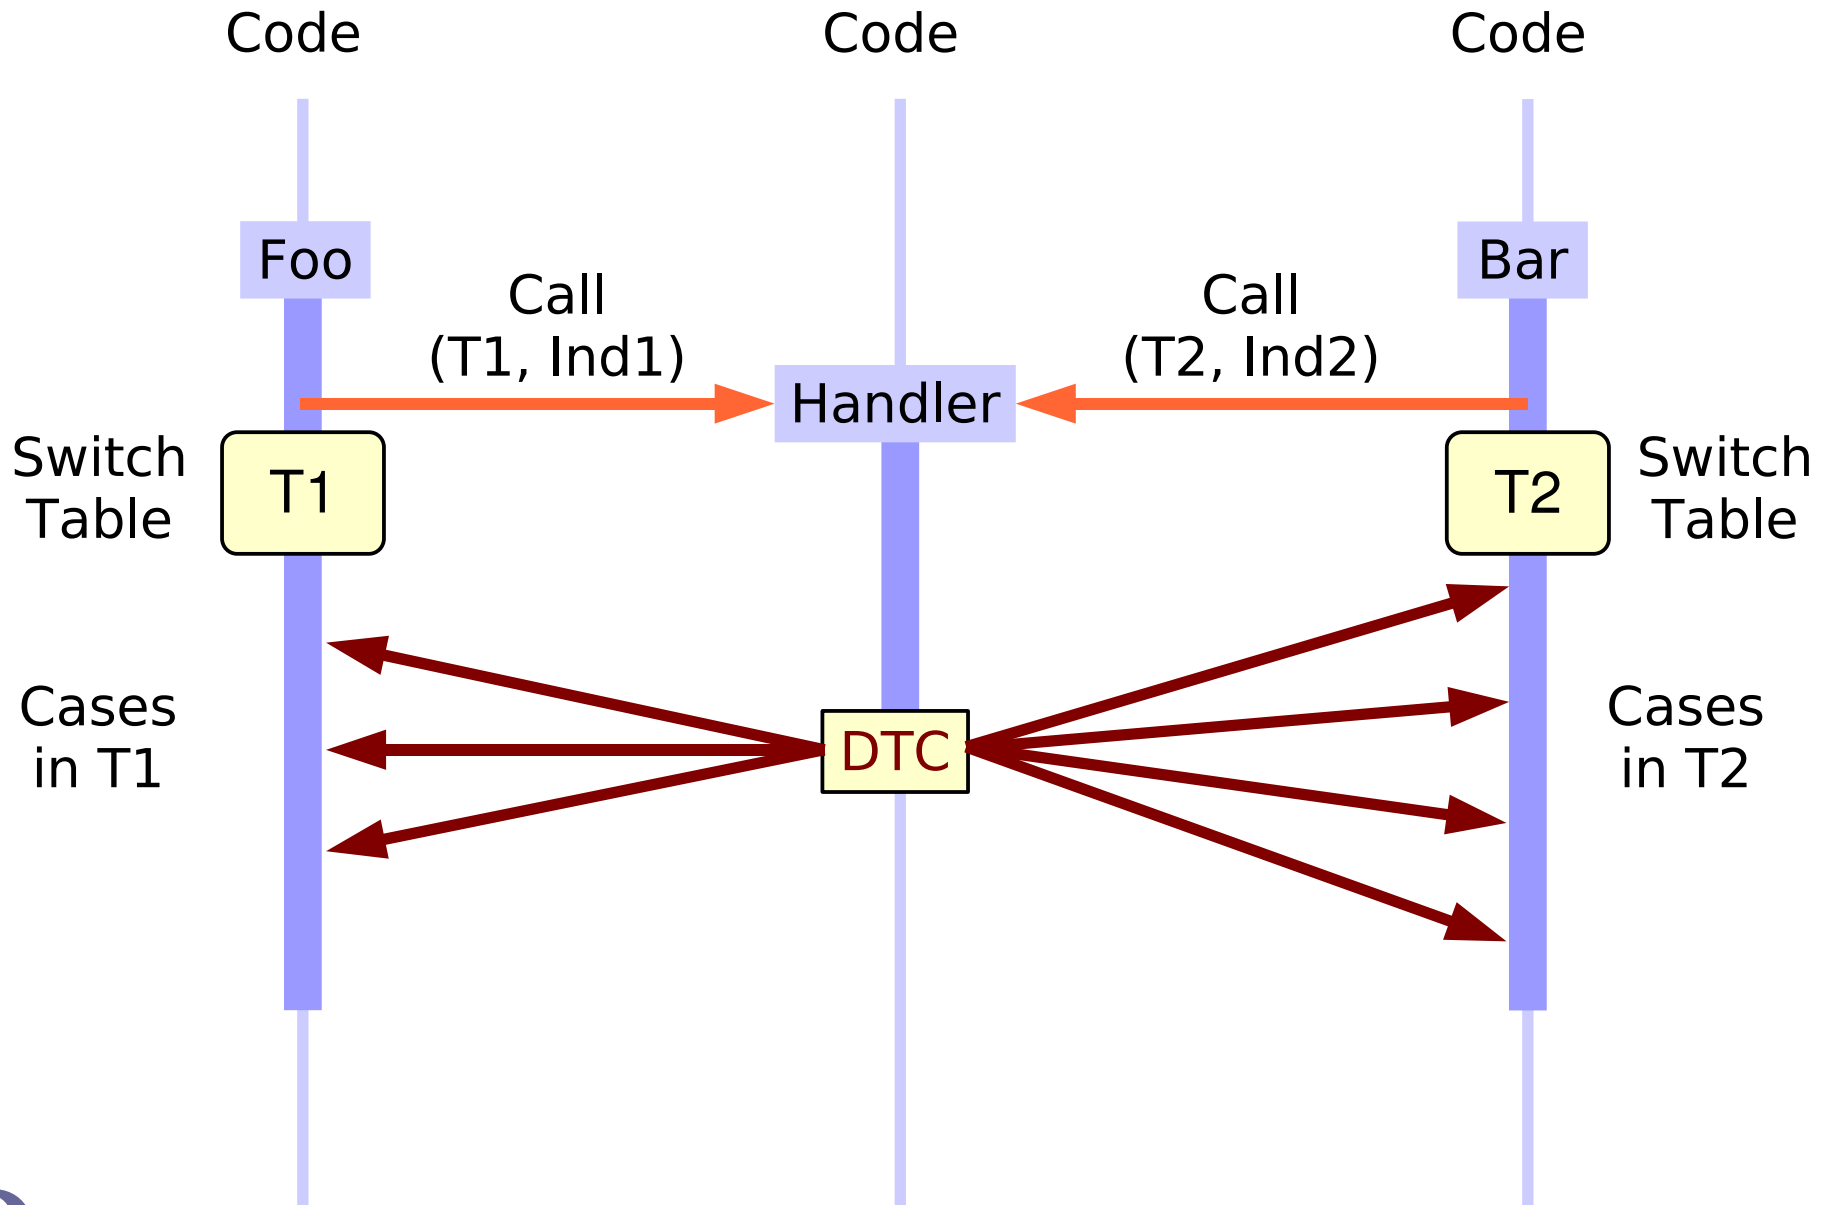 Code
Code
Code
Foo
Bar
Call
(T1, Ind1)
Call
(T2, Ind2)
Handler
Switch
Table
T1
T2
Switch
Table
Cases
in T1
DTC
Cases
in T2